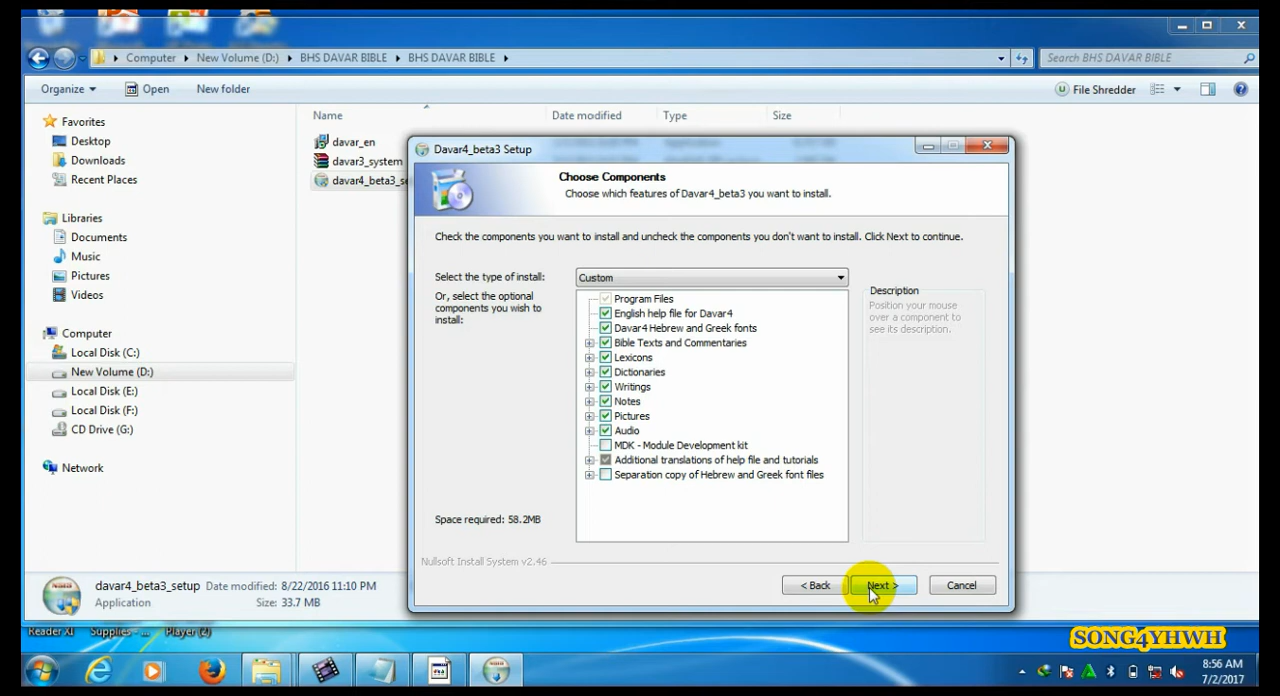 Computer ▸ New Volume (D:) ▸ BHS DAVAR BIBLE ▸ BHS DAVAR BIBLE ▸
Search BHS DAVAR BIBLE
Organize
Open
New folder
File Shredder
Name
Date modified
Type
Size
Favorites
Desktop
Downloads
Recent Places
Libraries
Documents
Music
Pictures
Videos
Computer
Local Disk (C:)
New Volume (D:)
Local Disk (E:)
Local Disk (F:)
CD Drive (G:)
Network
davar_en
davar3_system
davar4_beta3_s
Davar4_beta3 Setup
Choose Components
Choose which features of Davar4_beta3 you want to install.
Check the components you want to install and uncheck the components you don't want to install. Click Next to continue.
Select the type of install:
Custom
Or, select the optional
components you wish to
install:
Program Files
English help file for Davar4
Davar4 Hebrew and Greek fonts
Bible Texts and Commentaries
Lexicons
Dictionaries
Writings
Notes
Pictures
Audio
MDK - Module Development kit
Additional translations of help file and tutorials
Separation copy of Hebrew and Greek font files
Description
Position your mouse
over a component to
see its description.
Space required: 58.2MB
Nullsoft Install System v2.46
< Back
Next >
Cancel
davar4_beta3_setup Date modified: 8/22/2016 11:10 PM
Application Size: 33.7 MB
Reader XI
Supplies - ...
Player (2)
SONG4YHWH
8:56 AM
7/2/2017